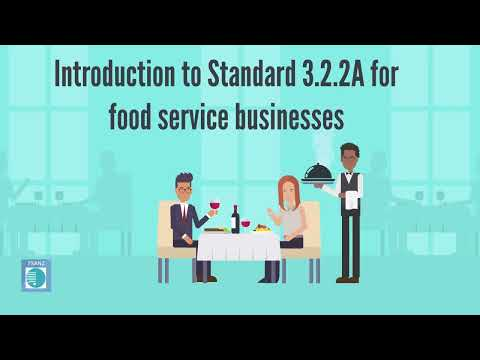 Introduction to Standard 3.2.2A for
food service businesses
FSANZ